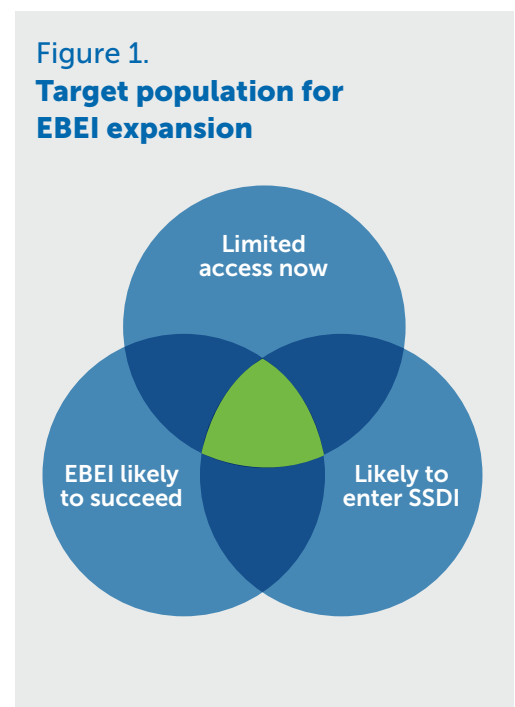 Figure 1.
Target population for
EBEI expansion
Limited
access now
EBEI likely
to succeed
Likely to
enter SSDI